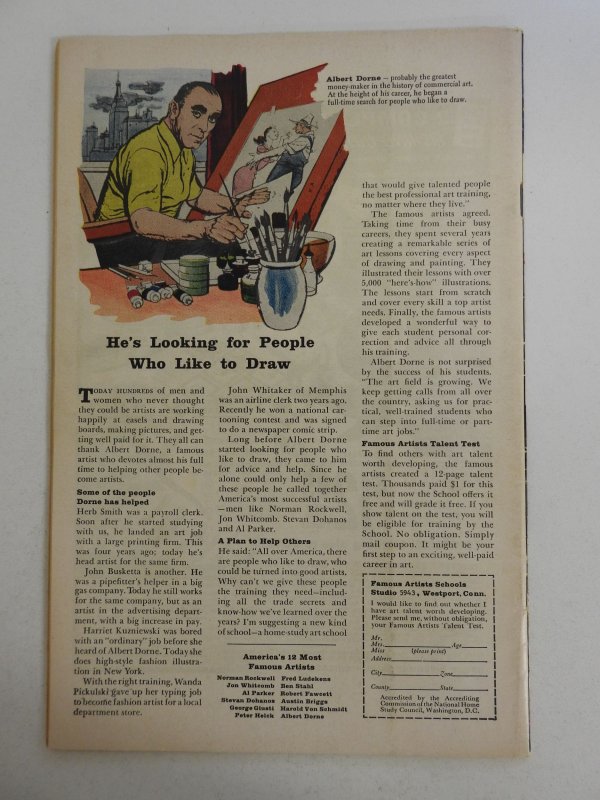 Albert Dorne – probably the greatest
money-maker in the history of commercial art.
At the height of his career, he began a
full-time search for people who like to draw.
He's Looking for People
Who Like to Draw
TODAY HUNDREDS of men and
women who never thought
they could be artists are working
happily at easels and drawing
boards, making pictures, and get-
ting well paid for it. They all can
thank Albert Dorne, a famous
artist who devotes almost his full
time to helping other people be-
come artists.
Some of the people
Dorne has helped
Herb Smith was a payroll clerk.
Soon after he started studying
with us, he landed an art job
with a large printing firm. This
was four years ago; today he's
head artist for the same firm.
John Busketta is another. He
was a pipefitter's helper in a big
gas company. Today he still works
for the same company, but as an
artist in the advertising depart-
ment, with a big increase in pay.
Harriet Kuzniewski was bored
with an "ordinary" job before she
heard of Albert Dorne. Today she
does high-style fashion illustra-
tion in New York.
With the right training, Wanda
Pickulski gave up her typing job
to become fashion artist for a local
department store.
John Whitaker of Memphis
was an airline clerk two years ago.
Recently he won a national car-
tooning contest and was signed
to do a newspaper comic strip.
Long before Albert Dorne
started looking for people who
like to draw, they came to him
for advice and help. Since he
alone could only help a few of
these people he called together
America's most successful artists
—men like Norman Rockwell,
Jon Whitcomb, Stevan Dohanos
and Al Parker.
A Plan to Help Others
He said: "All over America, there
are people who like to draw, who
could be turned into good artists.
Why can't we give these people
the training they need—includ-
ing all the trade secrets and
know-how we've learned over the
years? I'm suggesting a new kind
of school—a home-study art school
America's 12 Most
Famous Artists
Norman Rockwell Fred Ludekens
Jon Whitcomb Ben Stahl
Al Parker Robert Fawcett
Stevan Dohanos Austin Briggs
George Giusti Harold Von Schmidt
Peter Helck Albert Dorne
that would give talented people
the best professional art training,
no matter where they live."
The famous artists agreed.
Taking time from their busy
careers, they spent several years
creating a remarkable series of
art lessons covering every aspect
of drawing and painting. They
illustrated their lessons with over
5,000 "here's-how" illustrations.
The lessons start from scratch
and cover every skill a top artist
needs. Finally, the famous artists
developed a wonderful way to
give each student personal cor-
rection and advice all through
his training.
Albert Dorne is not surprised
by the success of his students.
"The art field is growing. We
keep getting calls from all over
the country, asking us for prac-
tical, well-trained students who
can step into full-time or part-
time art jobs."
Famous Artists Talent Test
To find others with art talent
worth developing, the famous
artists created a 12-page talent
test. Thousands paid $1 for this
test, but now the School offers it
free and will grade it free. If you
show talent on the test, you will
be eligible for training by the
School. No obligation. Simply
mail coupon. It might be your
first step to an exciting, well-paid
career in art.
Famous Artists Schools
Studio 5943, Westport, Conn.
I would like to find out whether I
have art talent worth developing.
Please send me, without obligation,
your Famous Artists Talent Test.
Mr.
Mrs. Age
Miss (please print)
Address
City Zone
County State
Accredited by the Accrediting
Commission of the National Home
Study Council, Washington, D.C.